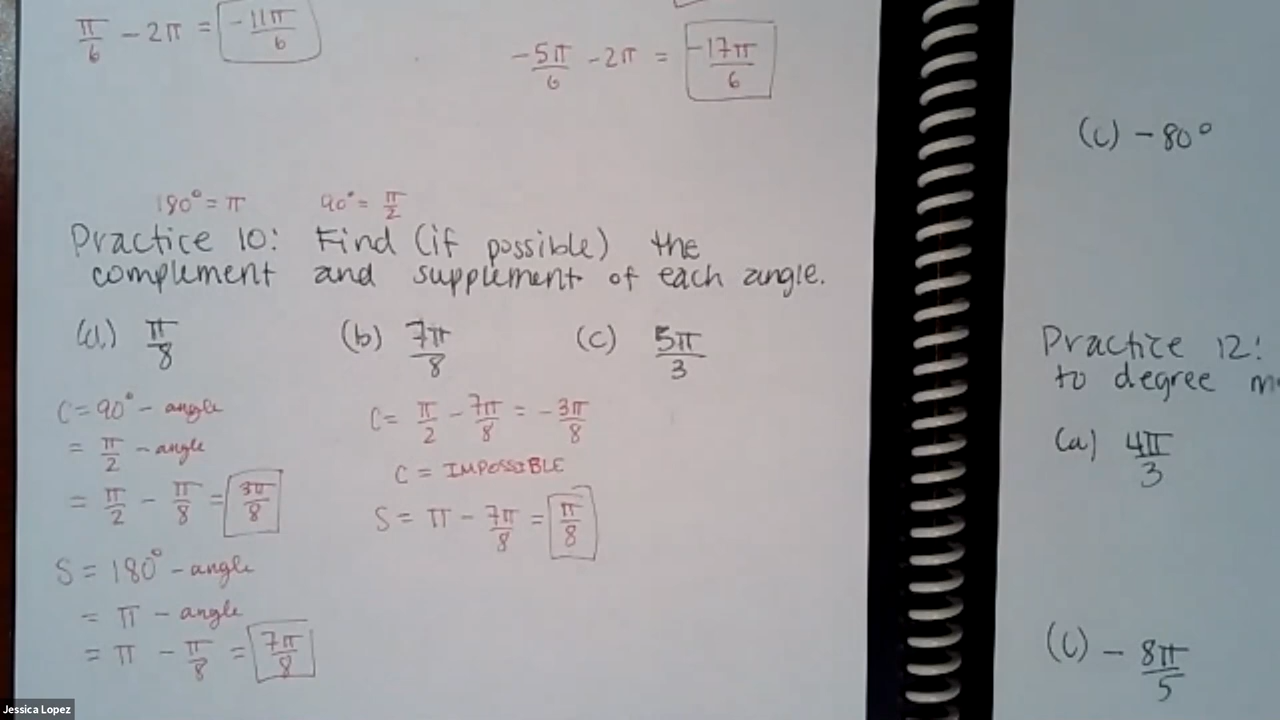 π/6 - 2π = -11π/6
-5π/6 - 2π = -17π/6
180° = π 90° = π/2
Practice 10: Find (if possible) the
complement and supplement of each angle.
(a) π/8 (b) 7π/8 (c) 5π/3
C = 90° - angle
= π/2 - angle
= π/2 - π/8 = 3π/8
S = 180° - angle
= π - angle
= π - π/8 = 7π/8
C = π/2 - 7π/8 = -3π/8
C = IMPOSSIBLE
S = π - 7π/8 = π/8
(c) -80°
Practice 12:
to degree
(a) 4π/3
(c) - 8π/5
Jessica Lopez